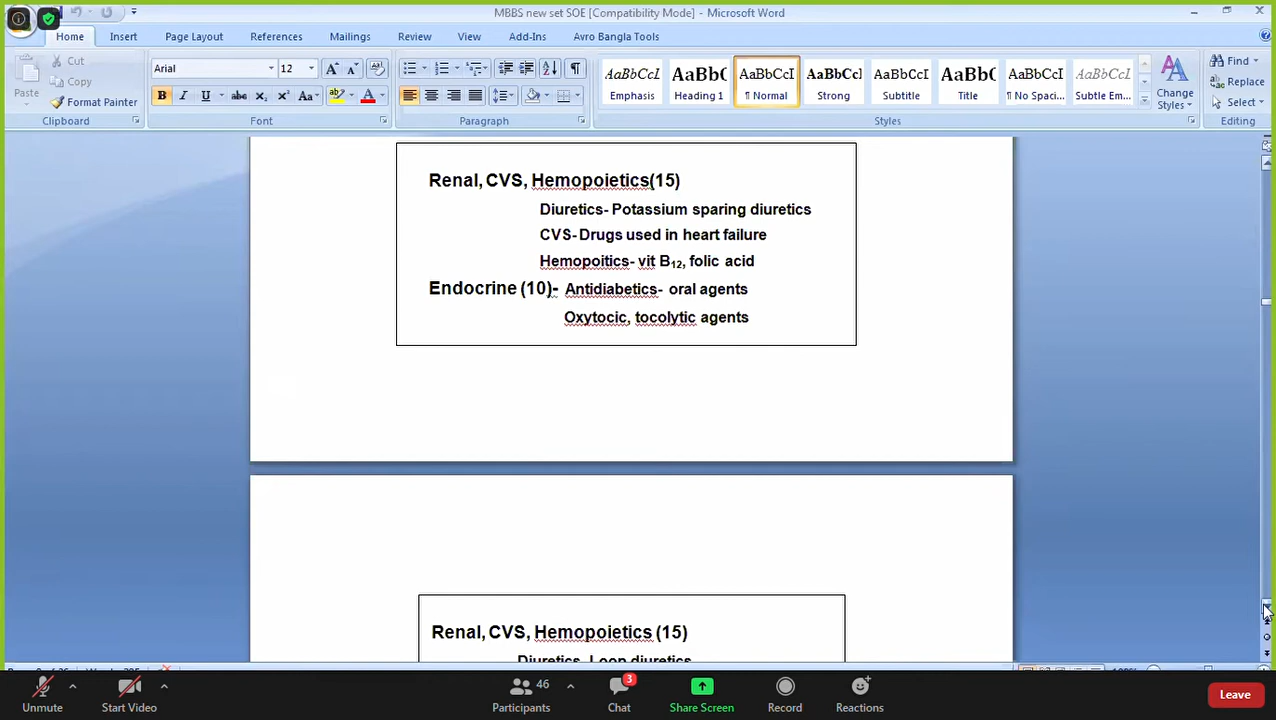 MBBS new set SOE [Compatibility Mode] - Microsoft Word
Home Insert Page Layout References Mailings Review View Add-Ins Avro Bangla Tools
Paste Cut Copy Format Painter Clipboard
Arial 12 Font
Paragraph
AaBbCcI Emphasis AaBbC Heading 1 AaBbCcI ¶ Normal AaBbCc Strong AaBbCcI Subtitle AaBbC Title AaBbCcI ¶ No Spaci... AaBbCcI Subtle Em... Change Styles Styles
Find Replace Select Editing
Renal, CVS, Hemopoietics(15)
Diuretics- Potassium sparing diuretics
CVS- Drugs used in heart failure
Hemopoitics- vit B12, folic acid
Endocrine (10)- Antidiabetics- oral agents
Oxytocic, tocolytic agents
Renal, CVS, Hemopoietics (15)
Diuretics Loop diuretics
Unmute Start Video 46 Participants 3 Chat Share Screen Record Reactions Leave